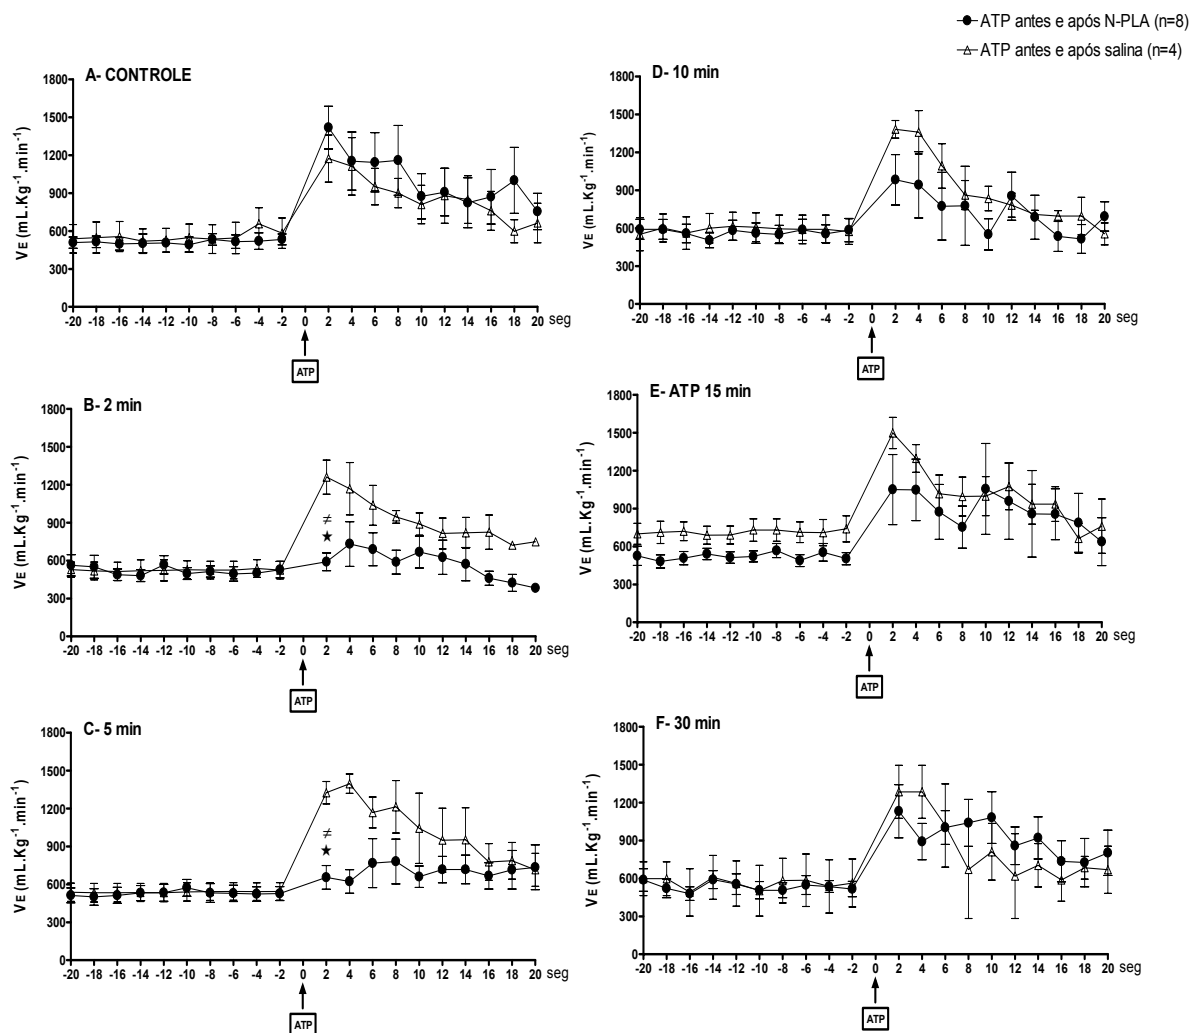 ATP antes e após N-PLA (n=8)
ATP antes e após salina (n=4)
A- CONTROLE
VE (mL.Kg⁻¹.min⁻¹)
1800
1500
1200
900
600
300
0
-20 -18 -16 -14 -12 -10 -8 -6 -4 -2 0 2 4 6 8 10 12 14 16 18 20 seg
ATP
D- 10 min
VE (mL.Kg⁻¹.min⁻¹)
1800
1500
1200
900
600
300
0
-20 -18 -16 -14 -12 -10 -8 -6 -4 -2 0 2 4 6 8 10 12 14 16 18 20 seg
ATP
B- 2 min
VE (mL.Kg⁻¹.min⁻¹)
1800
1500
1200
900
600
300
0
≠
★
-20 -18 -16 -14 -12 -10 -8 -6 -4 -2 0 2 4 6 8 10 12 14 16 18 20 seg
ATP
E- ATP 15 min
VE (mL.Kg⁻¹.min⁻¹)
1800
1500
1200
900
600
300
0
-20 -18 -16 -14 -12 -10 -8 -6 -4 -2 0 2 4 6 8 10 12 14 16 18 20 seg
ATP
C- 5 min
VE (mL.Kg⁻¹.min⁻¹)
1800
1500
1200
900
600
300
0
≠
★
-20 -18 -16 -14 -12 -10 -8 -6 -4 -2 0 2 4 6 8 10 12 14 16 18 20 seg
ATP
F- 30 min
VE (mL.Kg⁻¹.min⁻¹)
1800
1500
1200
900
600
300
0
-20 -18 -16 -14 -12 -10 -8 -6 -4 -2 0 2 4 6 8 10 12 14 16 18 20 seg
ATP